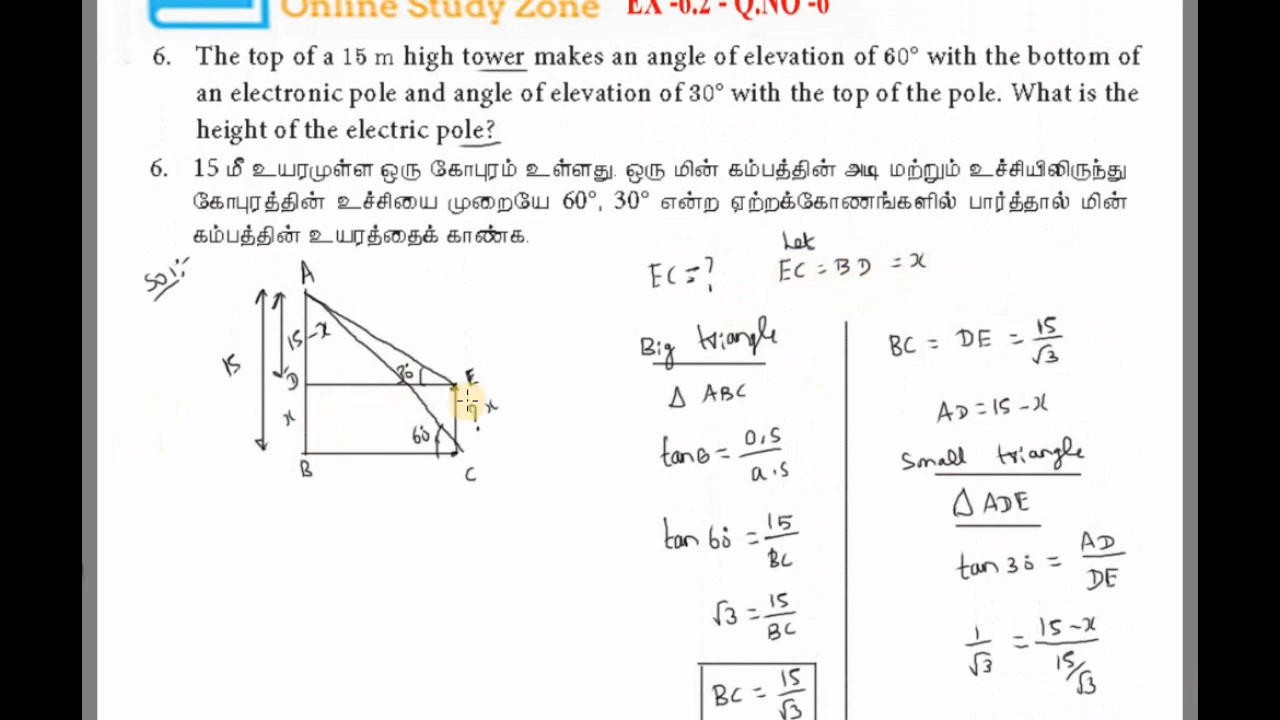 Online Study Zone EX -6.2 - Q.NO -6
6. The top of a 15 m high tower makes an angle of elevation of 60° with the bottom of
an electronic pole and angle of elevation of 30° with the top of the pole. What is the
height of the electric pole?
6. 15 மீ உயரமுள்ள ஒரு கோபுரம் உள்ளது. ஒரு மின் கம்பத்தின் அடி மற்றும் உச்சியிலிருந்து
கோபுரத்தின் உச்சியை முறையே 60°, 30° என்ற ஏற்றக்கோணங்களில் பார்த்தால் மின்
கம்பத்தின் உயரத்தைக் காண்க.
Sol:-
A
15-x
15
D
30°
E
x
? x
60°
B
C
EC = ?
Let
EC = BD = x
Big triangle
Δ ABC
tanθ = o.s/a.s
tan 60° = 15/BC
√3 = 15/BC
BC = 15/√3
BC = DE = 15/√3
AD = 15-x
Small triangle
Δ ADE
tan 30° = AD/DE
1/√3 = 15-x/15/√3